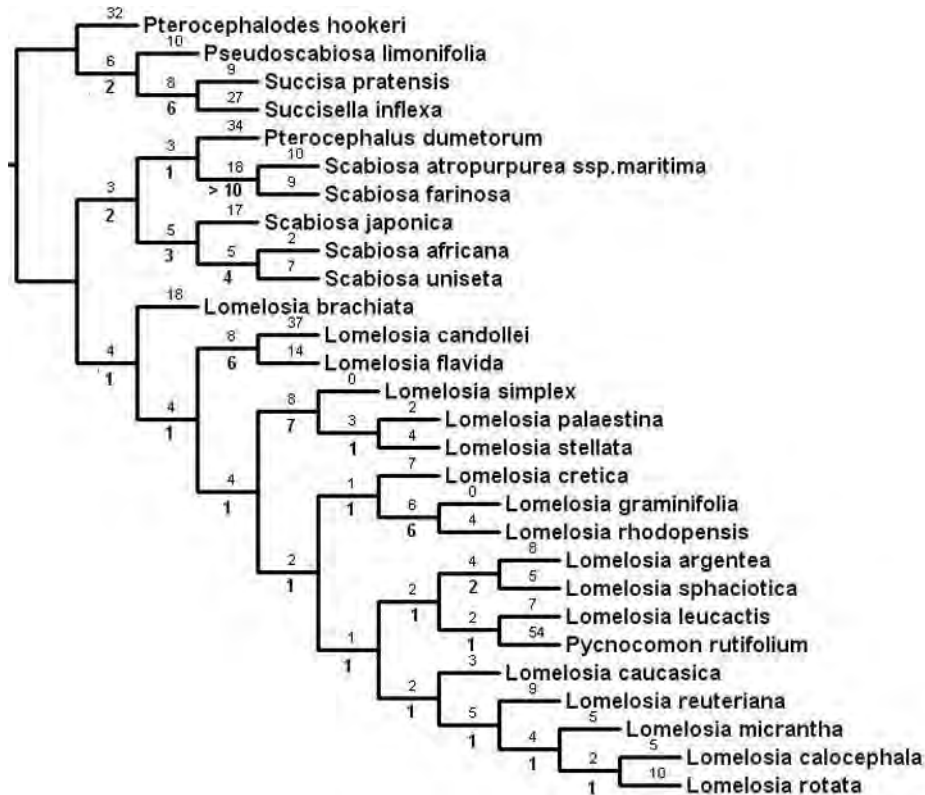 32
Pterocephalodes hookeri
10
Pseudoscabiosa limonifolia
6
2
9
Succisa pratensis
8
6
27
Succisella inflexa
34
Pterocephalus dumetorum
3
1
10
Scabiosa atropurpurea ssp.maritima
18
> 10
9
Scabiosa farinosa
3
2
17
Scabiosa japonica
5
3
2
Scabiosa africana
5
4
7
Scabiosa uniseta
18
Lomelosia brachiata
4
1
37
Lomelosia candollei
8
6
14
Lomelosia flavida
4
1
0
Lomelosia simplex
8
7
2
Lomelosia palaestina
3
1
4
Lomelosia stellata
4
1
7
Lomelosia cretica
1
1
0
Lomelosia graminifolia
6
6
4
Lomelosia rhodopensis
2
1
8
Lomelosia argentea
4
2
5
Lomelosia sphaciotica
2
1
7
Lomelosia leucactis
2
1
54
Pycnocomon rutifolium
1
1
3
Lomelosia caucasica
2
1
9
Lomelosia reuteriana
5
1
5
Lomelosia micrantha
4
1
5
Lomelosia calocephala
2
1
10
Lomelosia rotata